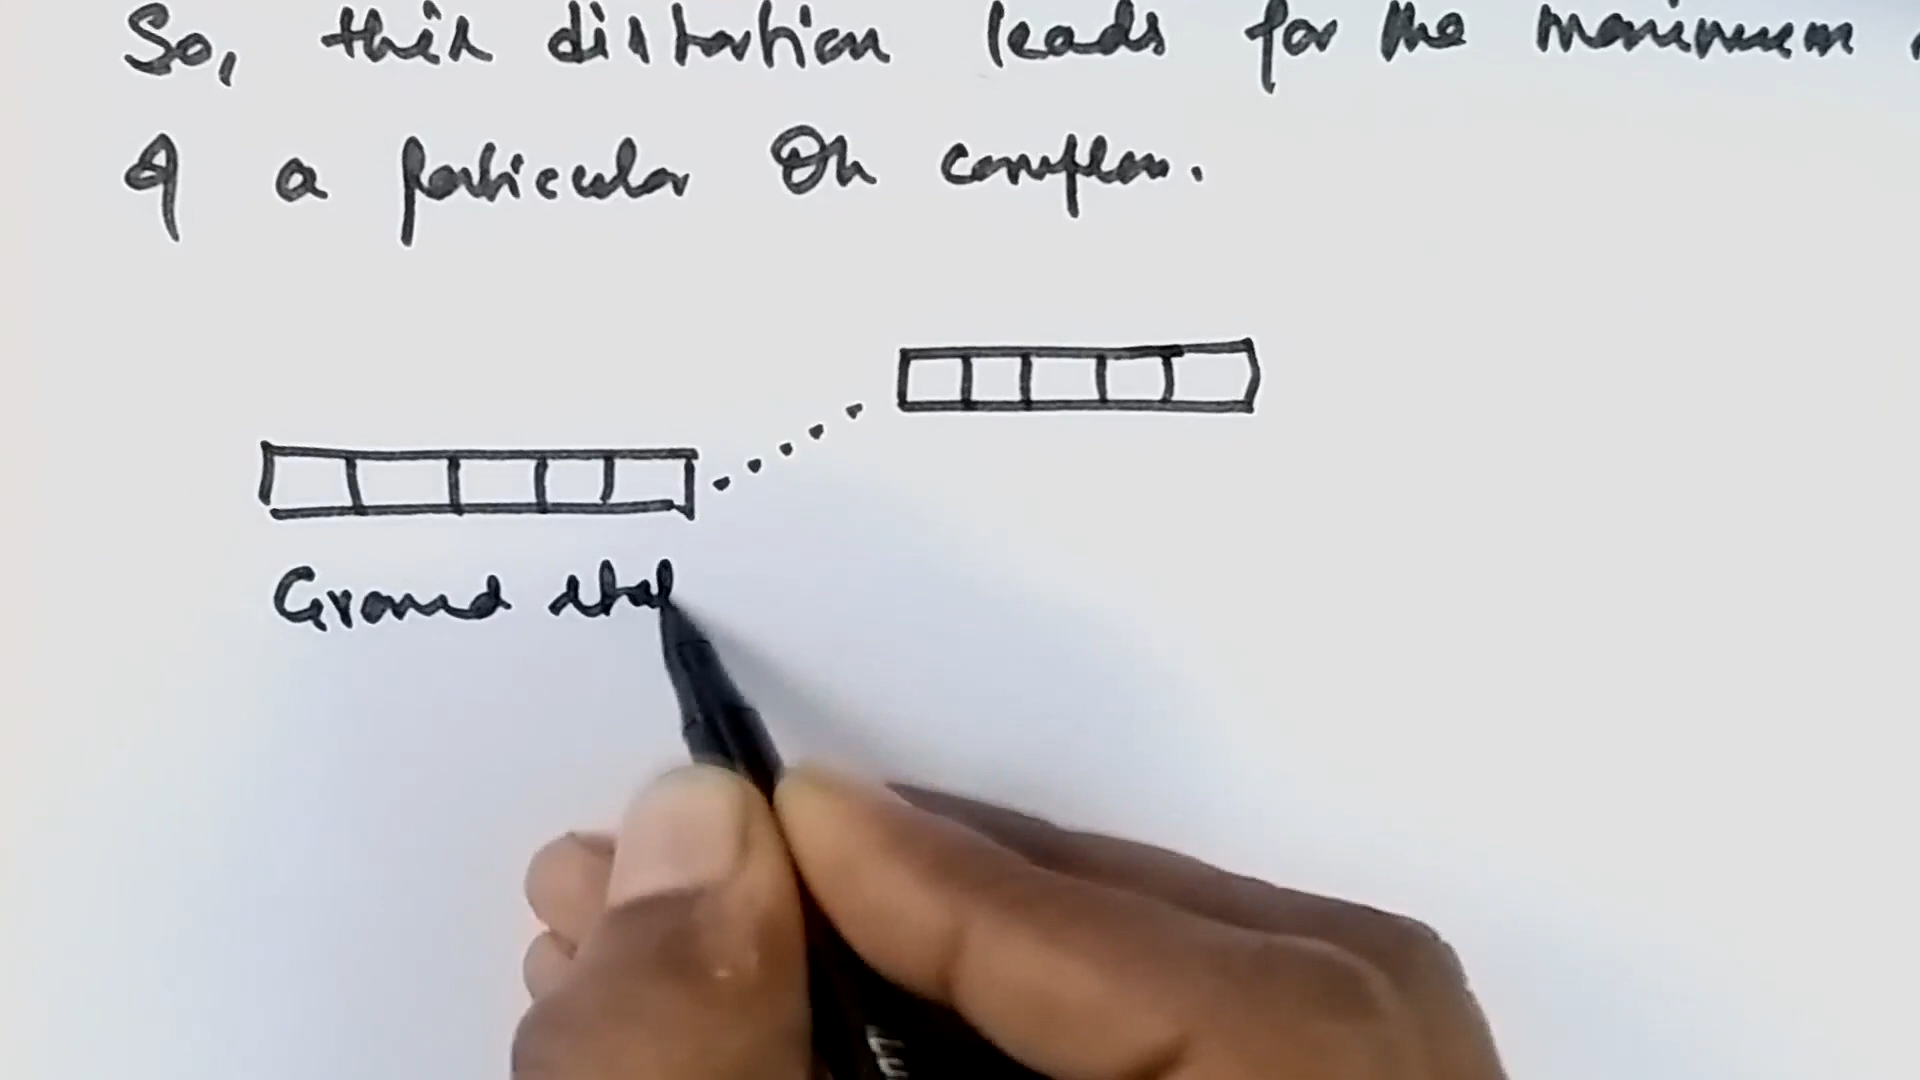 So, this distortion leads for the maximum
of a particular Oh complex.
Ground stat